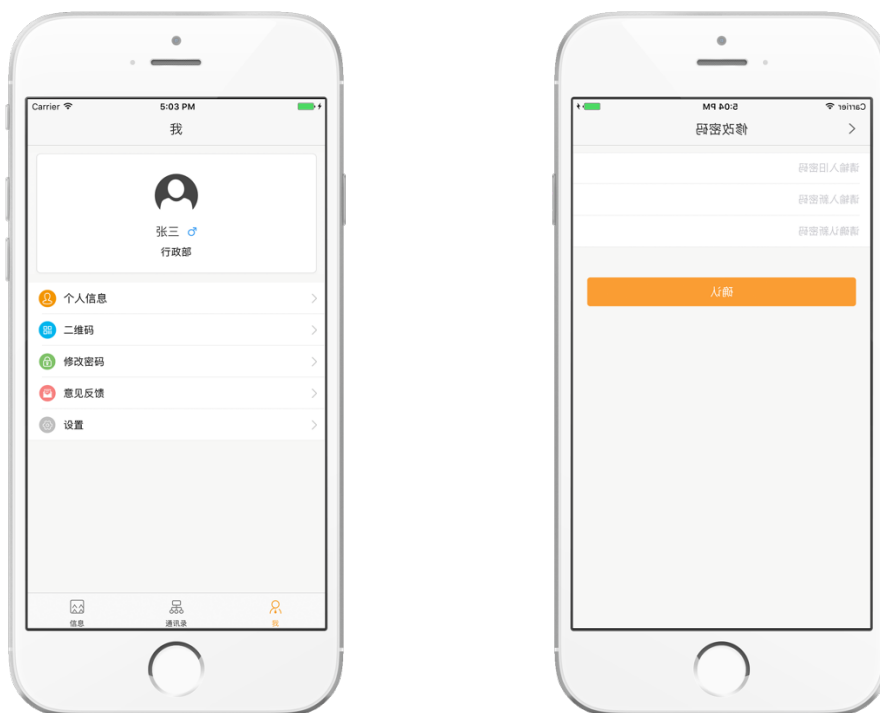 Carrier 5:03 PM
我
张三
行政部
个人信息
二维码
修改密码
意见反馈
设置
信息 通讯录 我
Carrier 5:04 PM
修改密码
请输入旧密码
请输入新密码
请确认新密码
确认